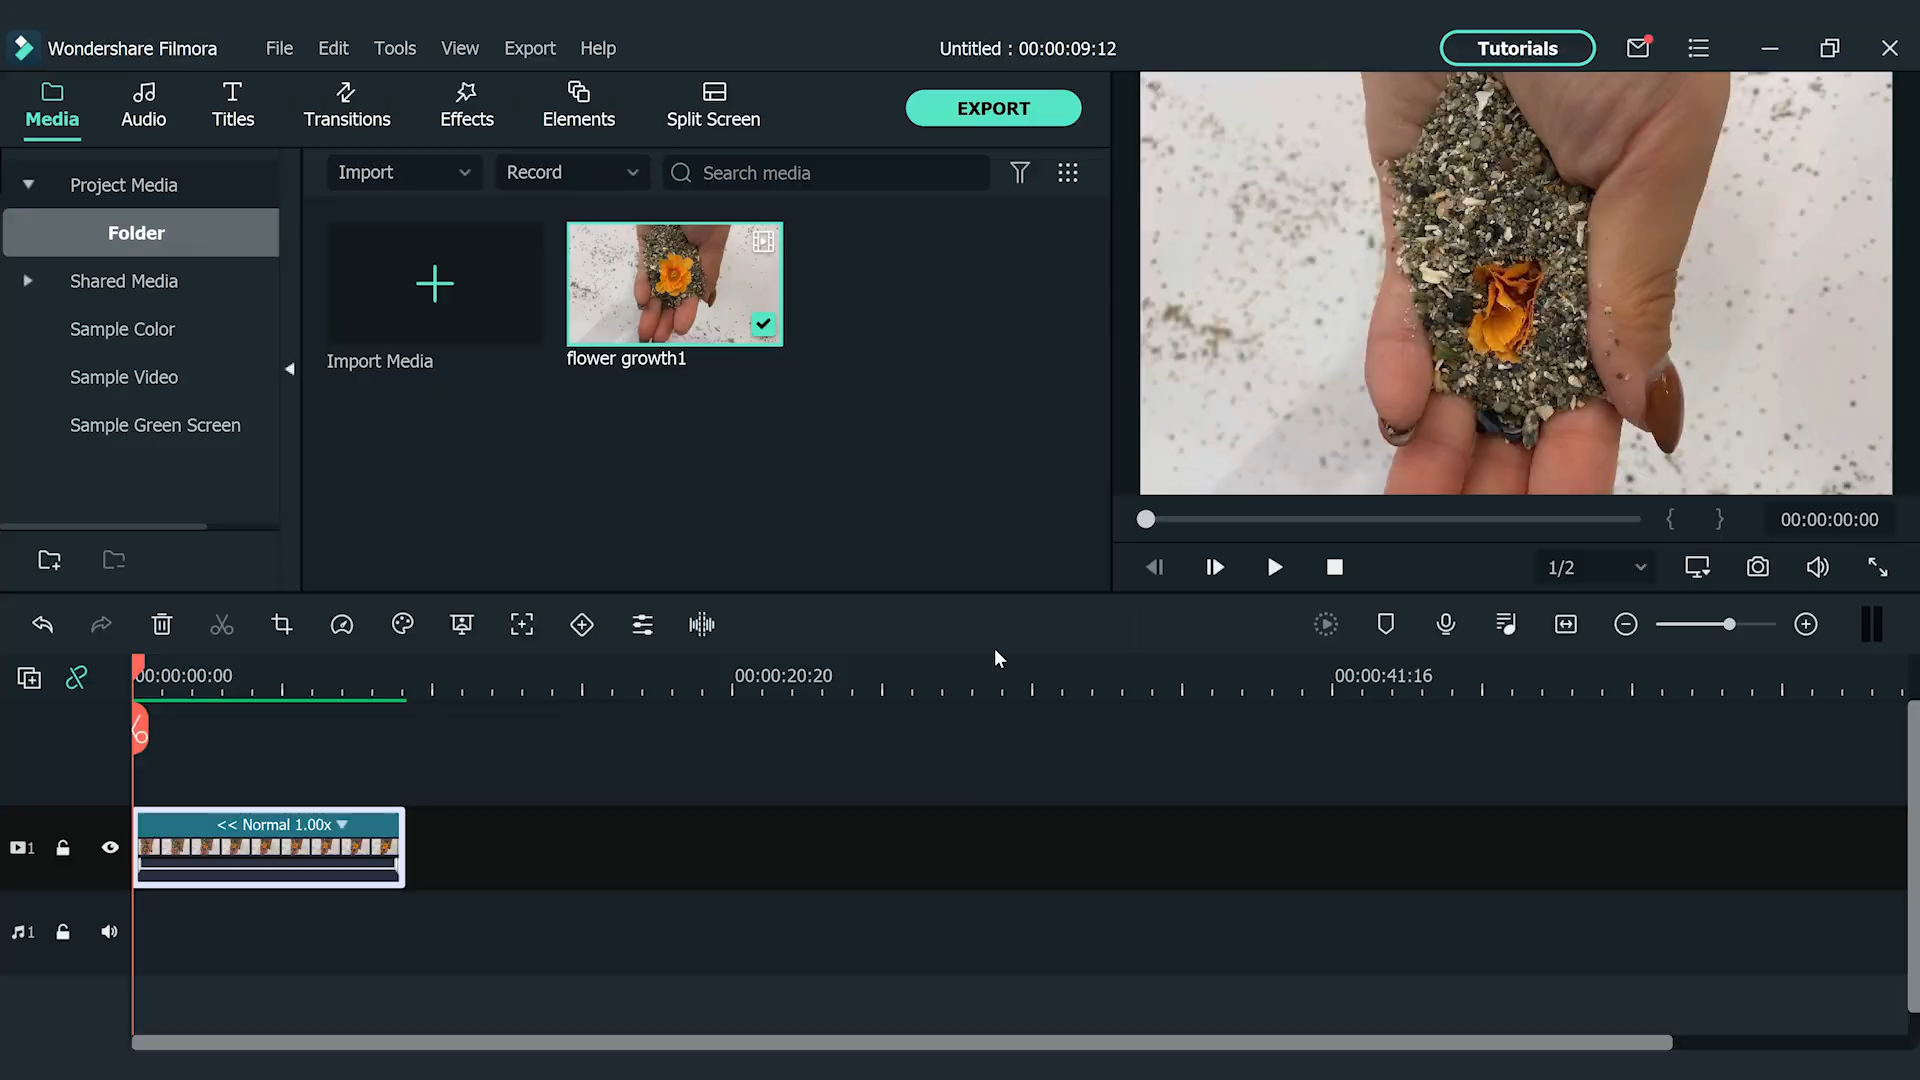 Wondershare Filmora File Edit Tools View Export Help Untitled : 00:00:09:12 Tutorials
Media Audio Titles Transitions Effects Elements Split Screen EXPORT
Project Media
Folder
Shared Media
Sample Color
Sample Video
Sample Green Screen
Import Record Search media
Import Media flower growth1
00:00:00:00
1/2
00:00:00:00 00:00:20:20 00:00:41:16
<< Normal 1.00x
1
1